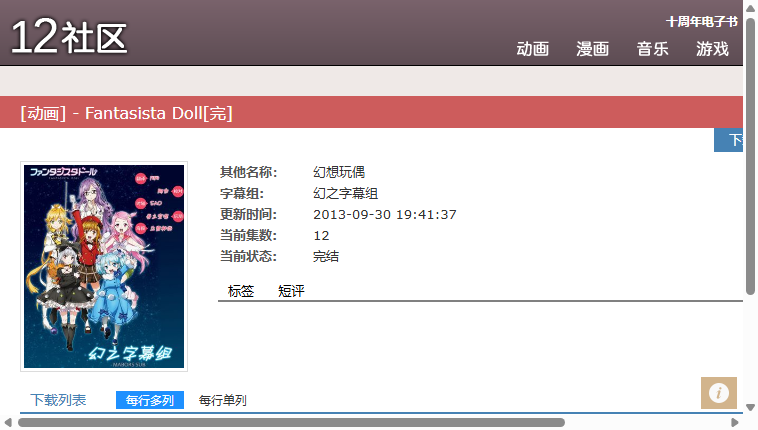 12社区
十周年电子书
动画 漫画 音乐 游戏
[动画] - Fantasista Doll[完]
下
ファンタジスタドール
其他名称: 幻想玩偶
字幕组: 幻之字幕组
更新时间: 2013-09-30 19:41:37
当前集数: 12
当前状态: 完结
标签 短评
幻之字幕组
下载列表 每行多列 每行单列